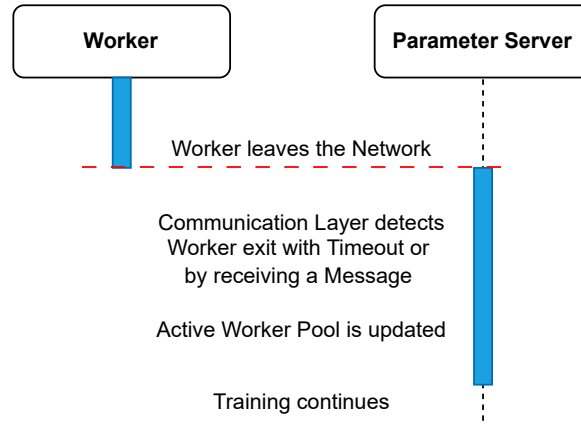 Worker
Parameter Server
Worker leaves the Network
Communication Layer detects
Worker exit with Timeout or
by receiving a Message
Active Worker Pool is updated
Training continues